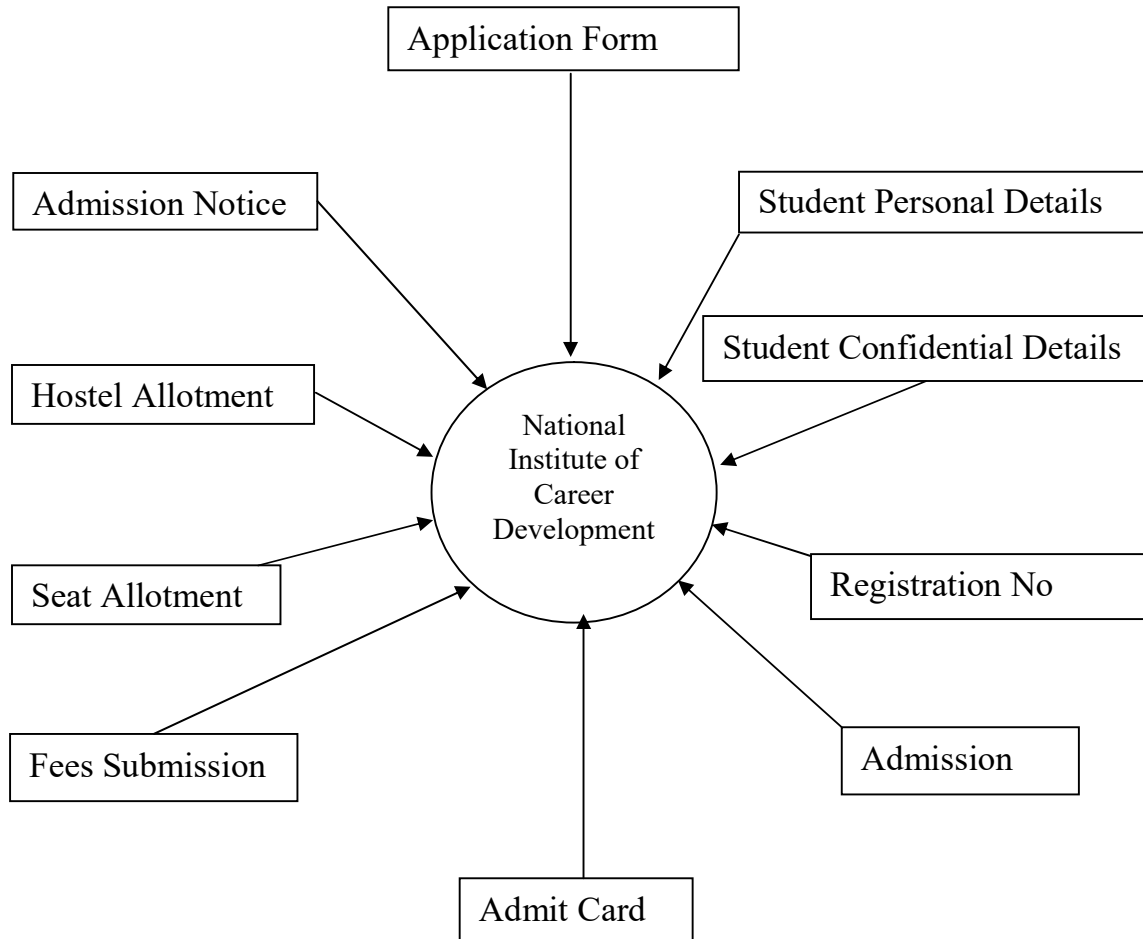 Application Form
Admission Notice
Student Personal Details
Student Confidential Details
Hostel Allotment
National
Institute of
Career
Development
Registration No
Seat Allotment
Fees Submission
Admission
Admit Card